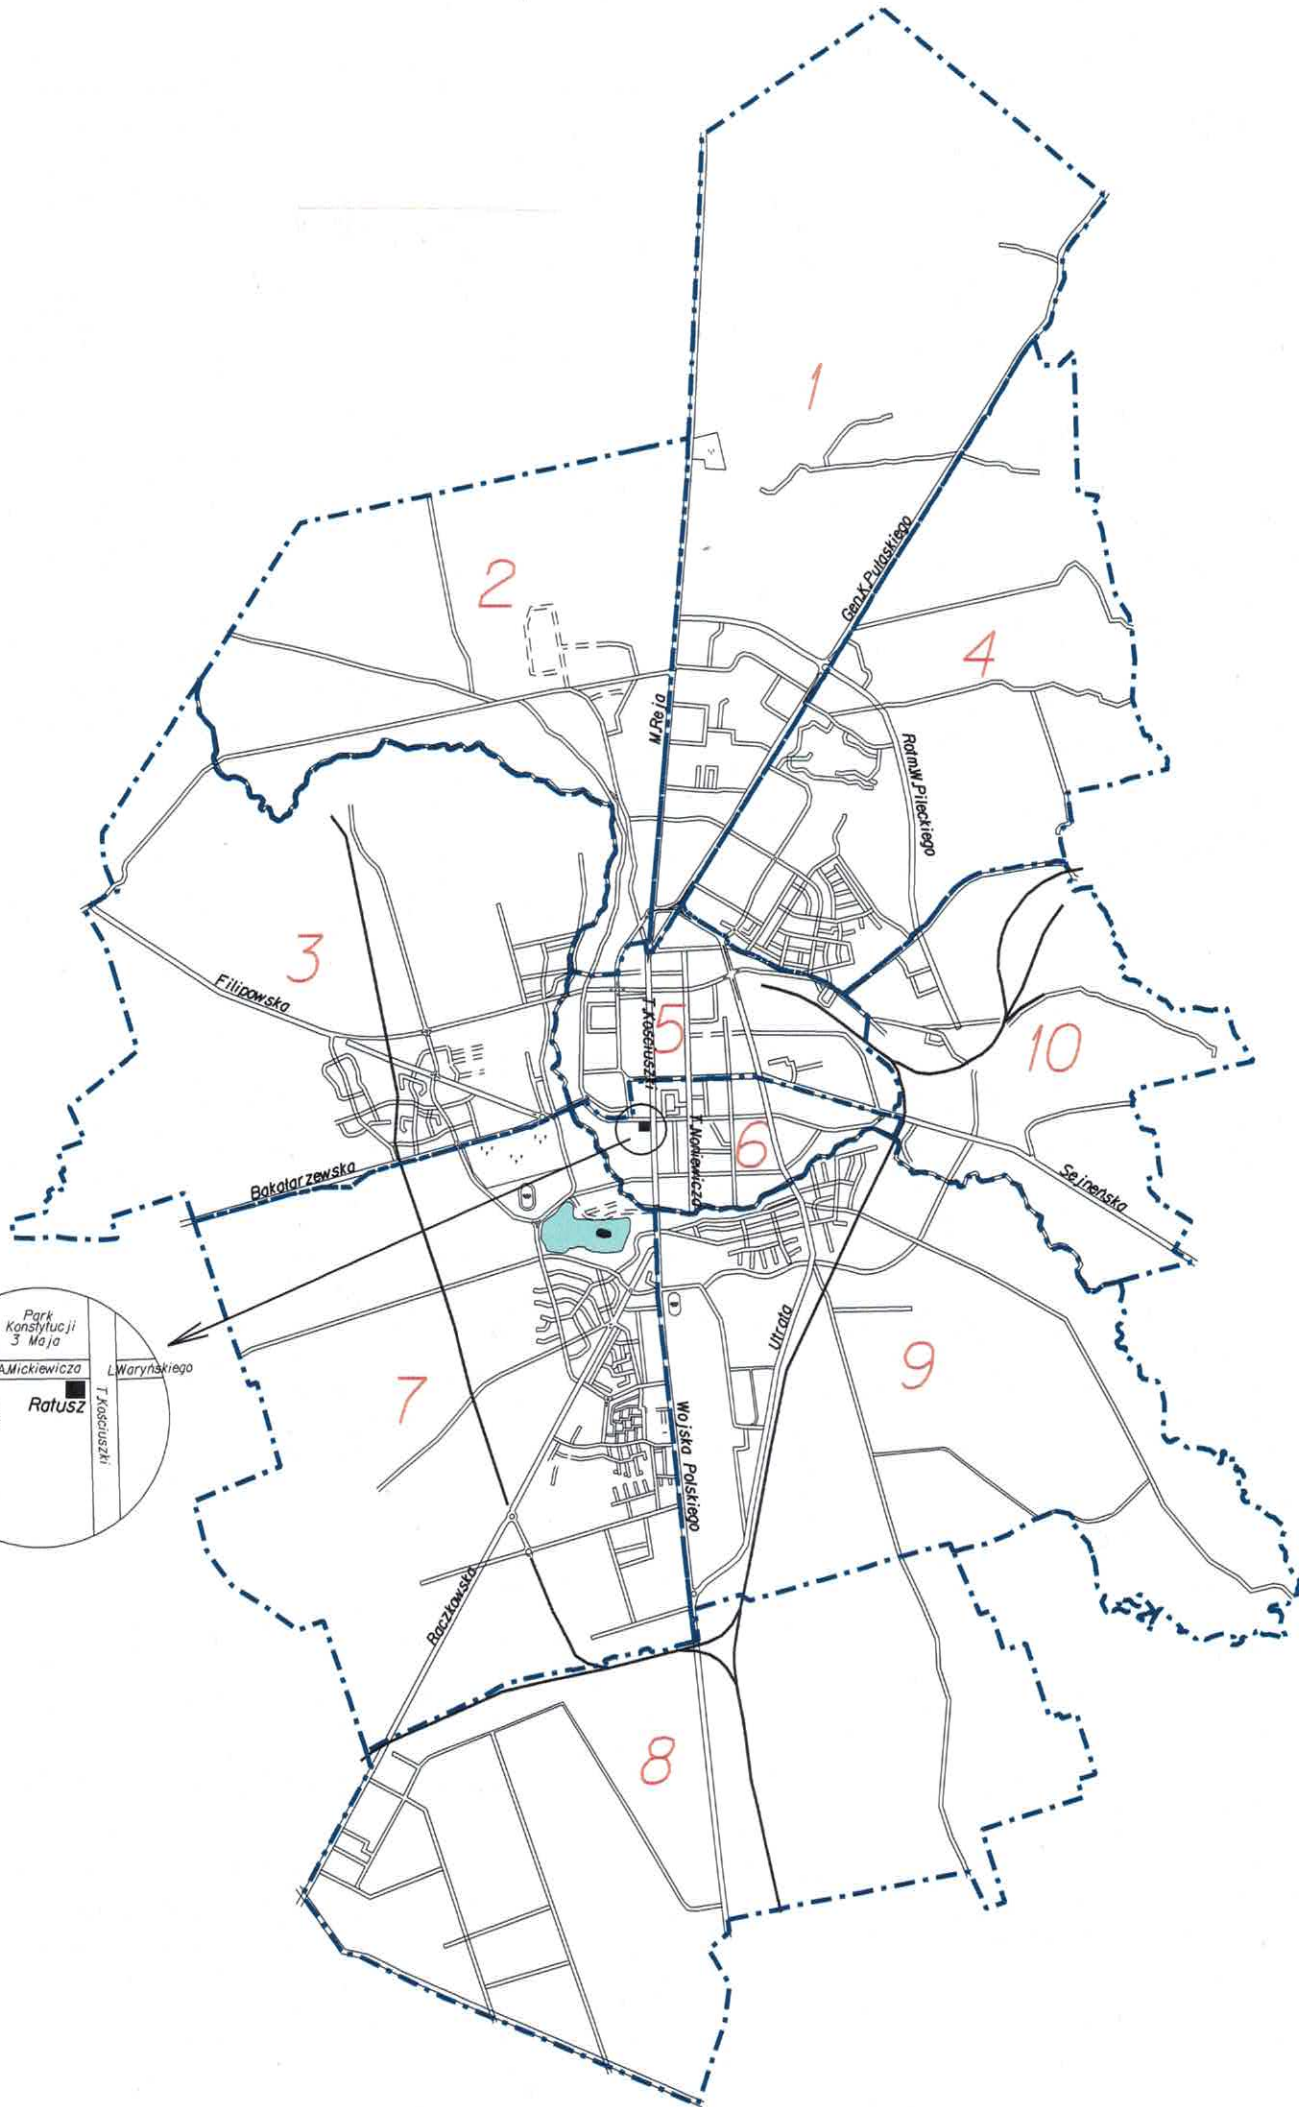 1
2
Gen.K.Pułaskiego
4
M.Reja
Rotm.W.Pileckiego
3
Filipowska
T.Kościuszki
5
10
T.Noniewicza
6
Bakałarzewska
Sejneńska
Park
Konstytucji
3 Maja
A.Mickiewicza
L.Waryńskiego
Ratusz
T.Kościuszki
Utrata
9
7
Wojska Polskiego
Raczkowska
8